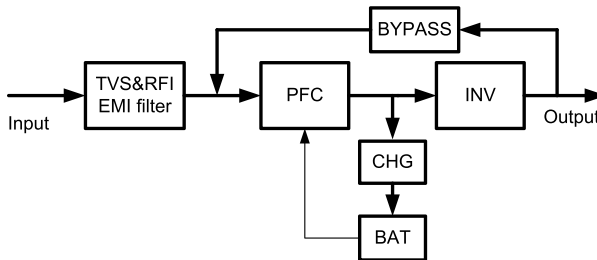 BYPASS
TVS&RFI
EMI filter
PFC
INV
Input
Output
CHG
BAT